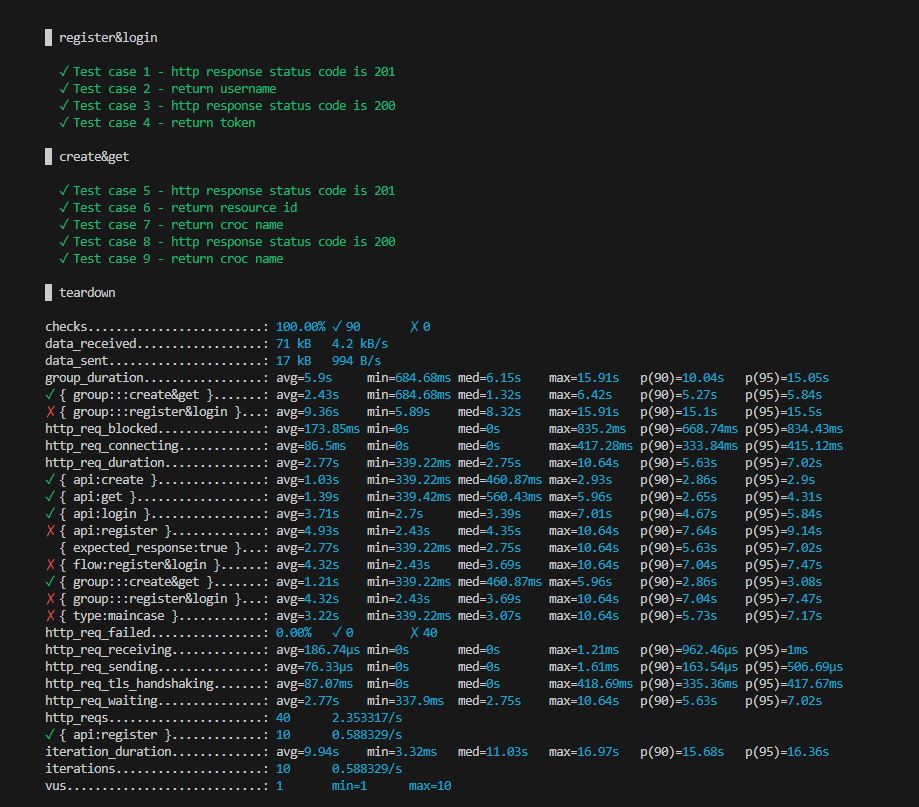 █ register&login
✓ Test case 1 - http response status code is 201
✓ Test case 2 - return username
✓ Test case 3 - http response status code is 200
✓ Test case 4 - return token
█ create&get
✓ Test case 5 - http response status code is 201
✓ Test case 6 - return resource id
✓ Test case 7 - return croc name
✓ Test case 8 - http response status code is 200
✓ Test case 9 - return croc name
█ teardown
checks.........................: 100.00% ✓ 90 ✗ 0
data_received..................: 71 kB 4.2 kB/s
data_sent......................: 17 kB 994 B/s
group_duration.................: avg=5.9s min=684.68ms med=6.15s max=15.91s p(90)=10.04s p(95)=15.05s
✓ { group:::create&get }.......: avg=2.43s min=684.68ms med=1.32s max=6.42s p(90)=5.27s p(95)=5.84s
✗ { group:::register&login }...: avg=9.36s min=5.89s med=8.32s max=15.91s p(90)=15.1s p(95)=15.5s
http_req_blocked...............: avg=173.85ms min=0s med=0s max=835.2ms p(90)=668.74ms p(95)=834.43ms
http_req_connecting............: avg=86.5ms min=0s med=0s max=417.28ms p(90)=333.84ms p(95)=415.12ms
http_req_duration..............: avg=2.77s min=339.22ms med=2.75s max=10.64s p(90)=5.63s p(95)=7.02s
✓ { api:create }...............: avg=1.03s min=339.22ms med=460.87ms max=2.93s p(90)=2.86s p(95)=2.9s
✓ { api:get }..................: avg=1.39s min=339.42ms med=560.43ms max=5.96s p(90)=2.65s p(95)=4.31s
✓ { api:login }................: avg=3.71s min=2.7s med=3.39s max=7.01s p(90)=4.67s p(95)=5.84s
✗ { api:register }.............: avg=4.93s min=2.43s med=4.35s max=10.64s p(90)=7.64s p(95)=9.14s
{ expected_response:true }...: avg=2.77s min=339.22ms med=2.75s max=10.64s p(90)=5.63s p(95)=7.02s
✗ { flow:register&login }......: avg=4.32s min=2.43s med=3.69s max=10.64s p(90)=7.04s p(95)=7.47s
✓ { group:::create&get }.......: avg=1.21s min=339.22ms med=460.87ms max=5.96s p(90)=2.86s p(95)=3.08s
✗ { group:::register&login }...: avg=4.32s min=2.43s med=3.69s max=10.64s p(90)=7.04s p(95)=7.47s
✗ { type:maincase }............: avg=3.22s min=339.22ms med=3.07s max=10.64s p(90)=5.73s p(95)=7.17s
http_req_failed................: 0.00% ✓ 0 ✗ 40
http_req_receiving.............: avg=186.74µs min=0s med=0s max=1.21ms p(90)=962.46µs p(95)=1ms
http_req_sending...............: avg=76.33µs min=0s med=0s max=1.61ms p(90)=163.54µs p(95)=506.69µs
http_req_tls_handshaking.......: avg=87.07ms min=0s med=0s max=418.69ms p(90)=335.36ms p(95)=417.67ms
http_req_waiting...............: avg=2.77s min=337.9ms med=2.75s max=10.64s p(90)=5.63s p(95)=7.02s
http_reqs......................: 40 2.353317/s
✓ { api:register }.............: 10 0.588329/s
iteration_duration.............: avg=9.94s min=3.32ms med=11.03s max=16.97s p(90)=15.68s p(95)=16.36s
iterations.....................: 10 0.588329/s
vus............................: 1 min=1 max=10